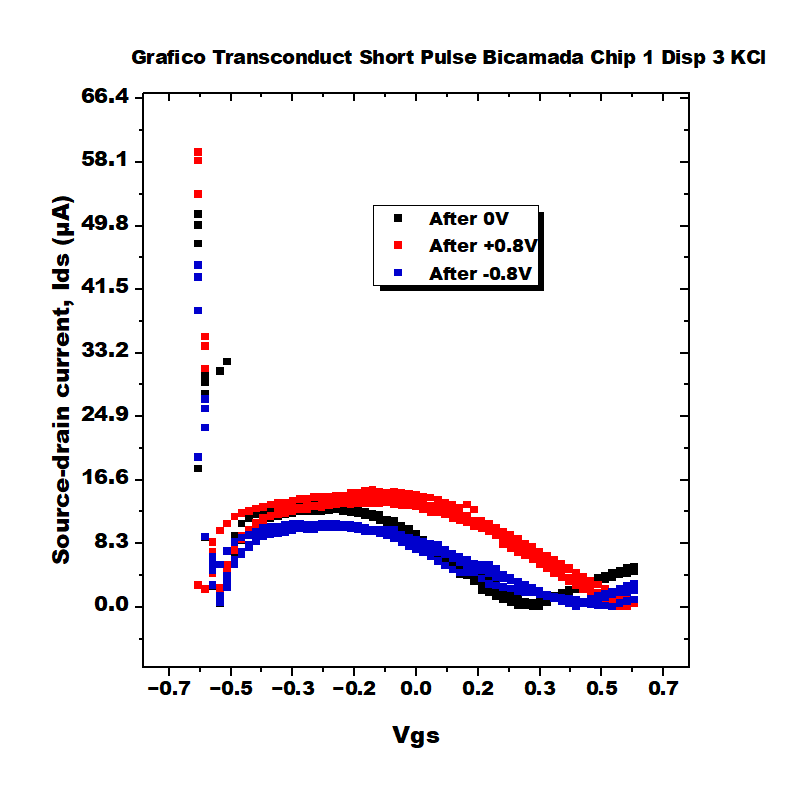 Grafico Transconduct Short Pulse Bicamada Chip 1 Disp 3 KCl
66.4
58.1
49.8
41.5
33.2
24.9
16.6
8.3
0.0
Source-drain current, Ids (µA)
After 0V
After +0.8V
After -0.8V
−0.7 −0.5 −0.3 −0.2 0.0 0.2 0.3 0.5 0.7
Vgs